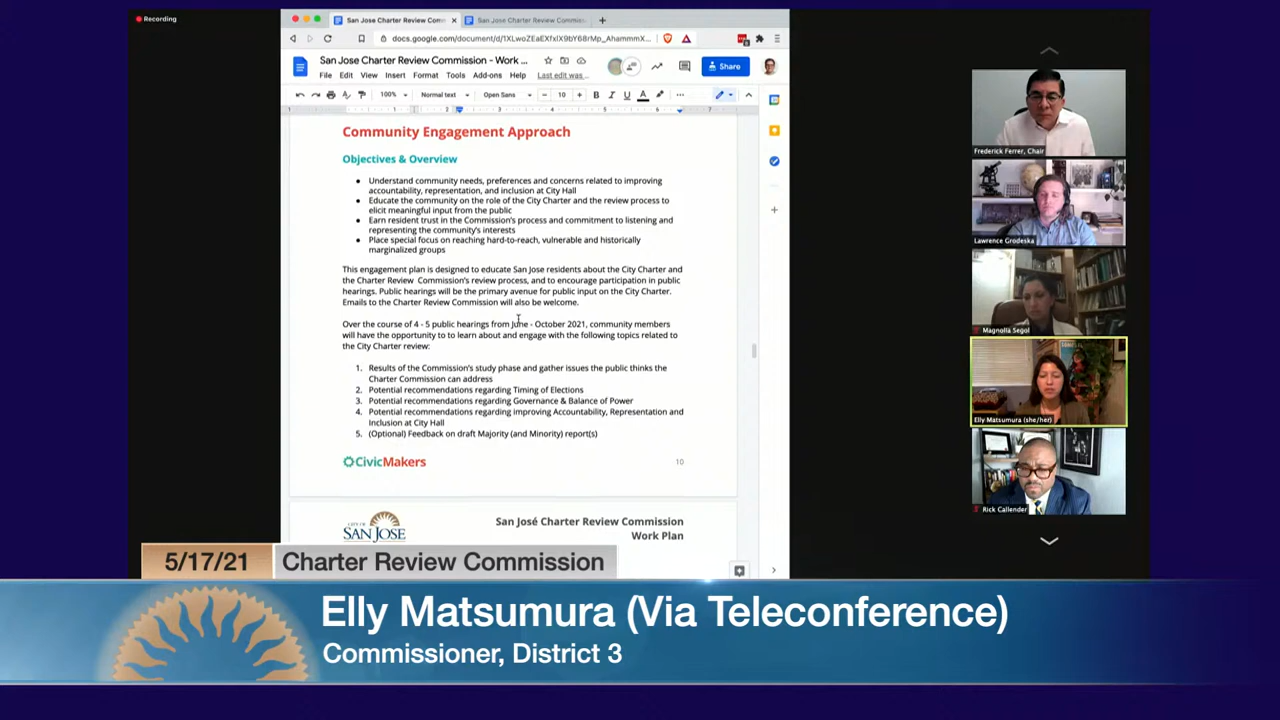 Recording
San Jose Charter Review Com
San Jose Charter Review Commiss
docs.google.com/document/d/1XLwoZEaEXfxIX9bY68rMp_AhammmX...
San Jose Charter Review Commission - Work ...
File Edit View Insert Format Tools Add-ons Help Last edit was ...
Share
100% Normal text Open Sans 10 B I U A
1 1 2 3 4 5 6 7
Community Engagement Approach
Objectives & Overview
Understand community needs, preferences and concerns related to improving
accountability, representation, and inclusion at City Hall
Educate the community on the role of the City Charter and the review process to
elicit meaningful input from the public
Earn resident trust in the Commission's process and commitment to listening and
representing the community's interests
Place special focus on reaching hard-to-reach, vulnerable and historically
marginalized groups
This engagement plan is designed to educate San Jose residents about the City Charter and
the Charter Review Commission's review process, and to encourage participation in public
hearings. Public hearings will be the primary avenue for public input on the City Charter.
Emails to the Charter Review Commission will also be welcome.
Over the course of 4 - 5 public hearings from June - October 2021, community members
will have the opportunity to to learn about and engage with the following topics related to
the City Charter review:
1. Results of the Commission's study phase and gather issues the public thinks the
Charter Commission can address
2. Potential recommendations regarding Timing of Elections
3. Potential recommendations regarding Governance & Balance of Power
4. Potential recommendations regarding improving Accountability, Representation and
Inclusion at City Hall
5. (Optional) Feedback on draft Majority (and Minority) report(s)
CivicMakers 10
CITY OF
SAN JOSE
San José Charter Review Commission
Work Plan
Frederick Ferrer, Chair
Lawrence Grodeska
Magnolia Segol
Elly Matsumura (she/her)
Rick Callender
5/17/21 Charter Review Commission
Elly Matsumura (Via Teleconference)
Commissioner, District 3